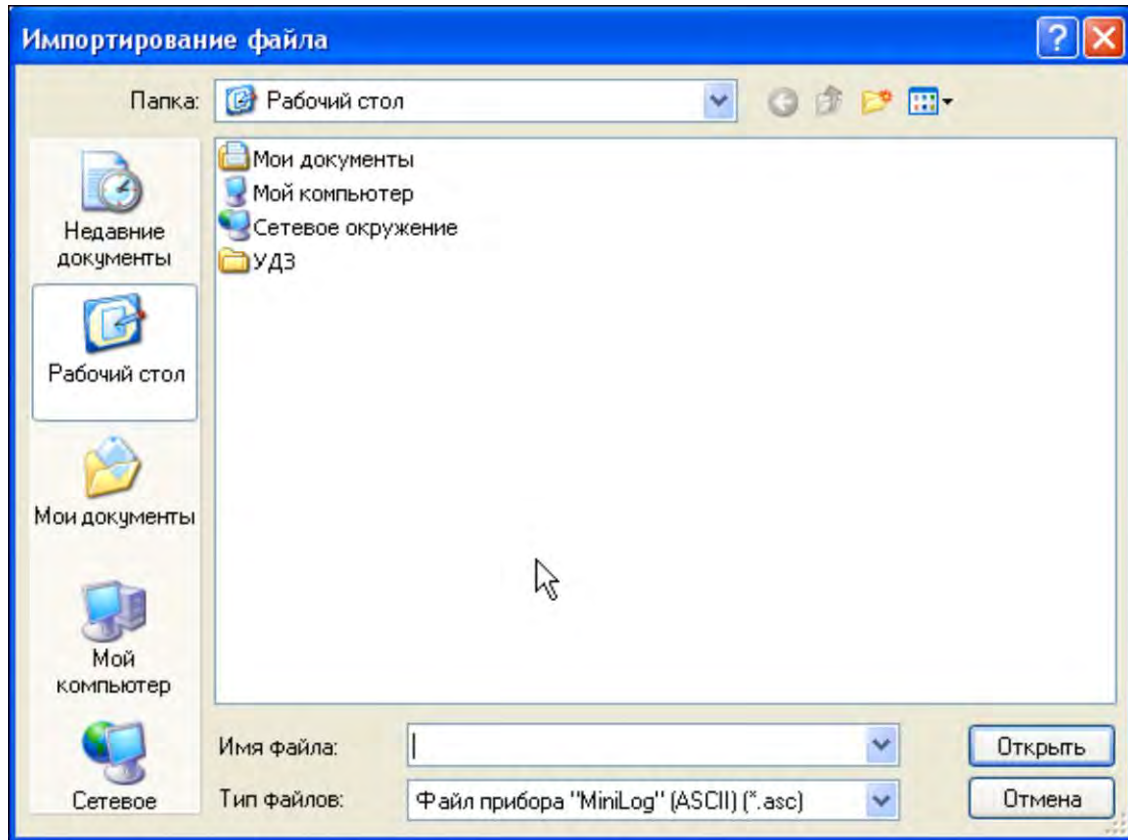 Импортирование файла
Папка: Рабочий стол
Мои документы
Мой компьютер
Сетевое окружение
УДЗ
Недавние
документы
Рабочий стол
Мои документы
Мой
компьютер
Сетевое
Имя файла:
Открыть
Тип файлов: Файл прибора "MiniLog" (ASCII) (*.asc)
Отмена